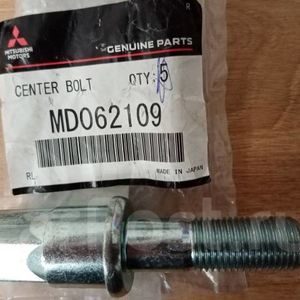 R
MITSUBISHI
MOTORS
GENUINE PARTS
CENTER BOLT QTY: 5
MD062109
RL
MADE IN JAPAN